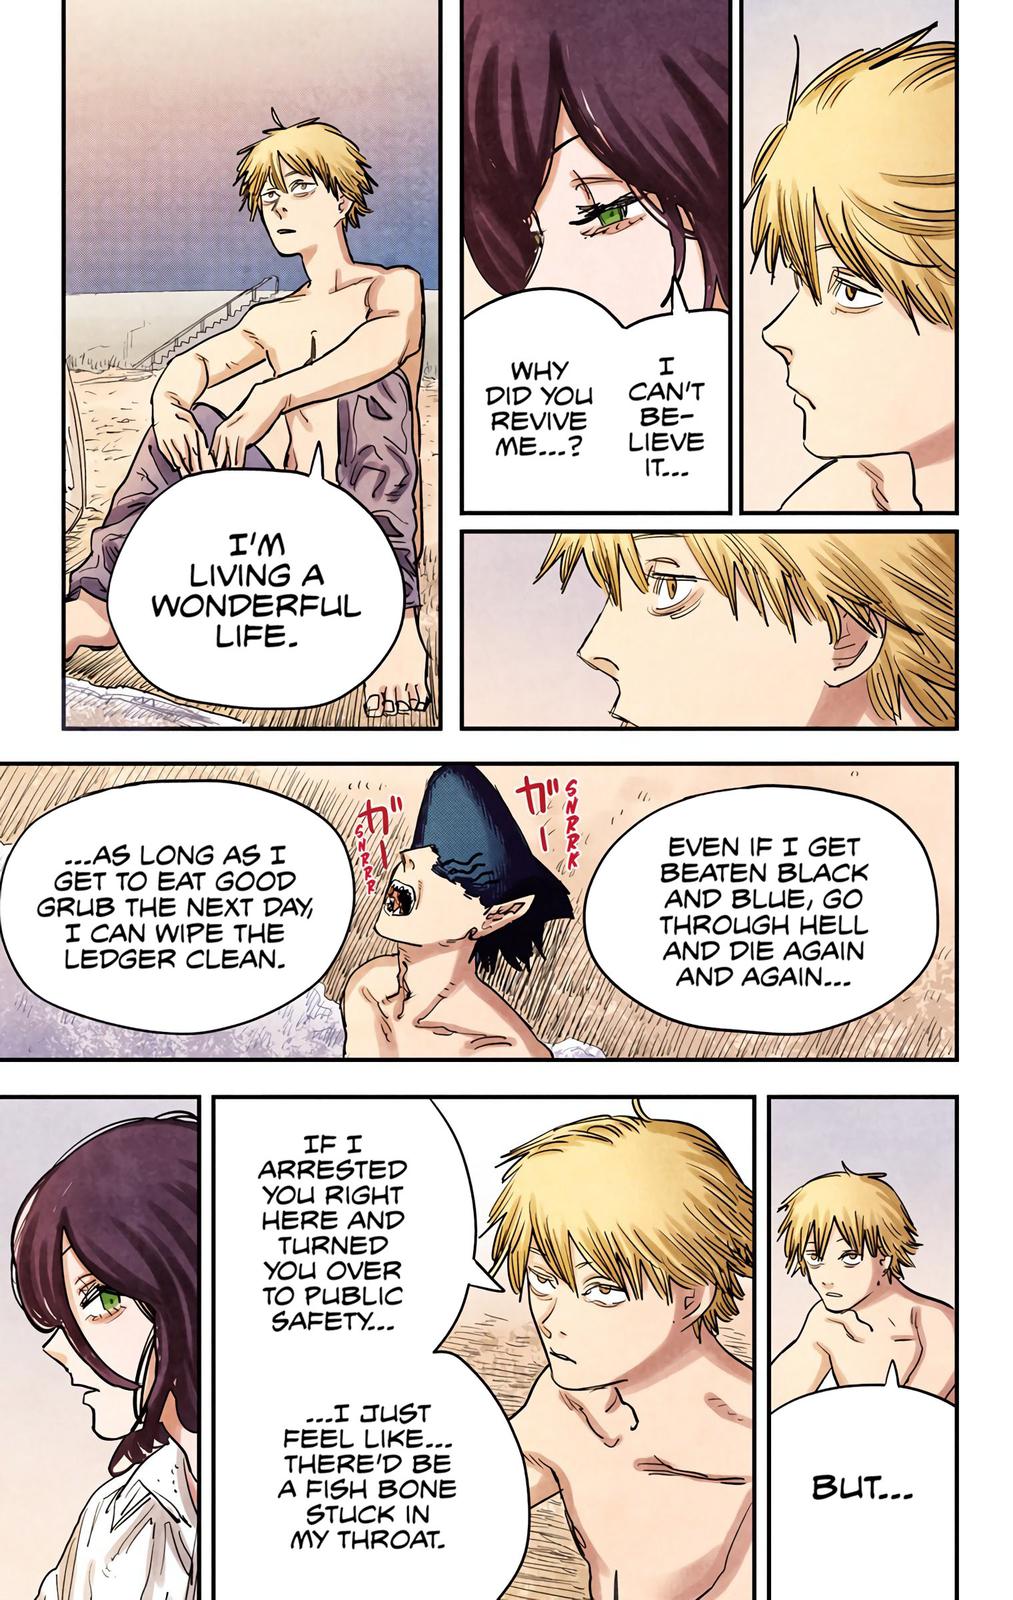 I
CAN'T
BE-
LIEVE
IT...
WHY
DID YOU
REVIVE
ME...?
I'M
LIVING A
WONDERFUL
LIFE.
EVEN IF I GET
BEATEN BLACK
AND BLUE, GO
THROUGH HELL
AND DIE AGAIN
AND AGAIN...
ガー
SNRRK
ガー
SNRRR
...AS LONG AS I
GET TO EAT GOOD
GRUB THE NEXT DAY,
I CAN WIPE THE
LEDGER CLEAN.
BUT...
IF I
ARRESTED
YOU RIGHT
HERE AND
TURNED
YOU OVER
TO PUBLIC
SAFETY...
...I JUST
FEEL LIKE...
THERE'D BE
A FISH BONE
STUCK IN
MY THROAT.